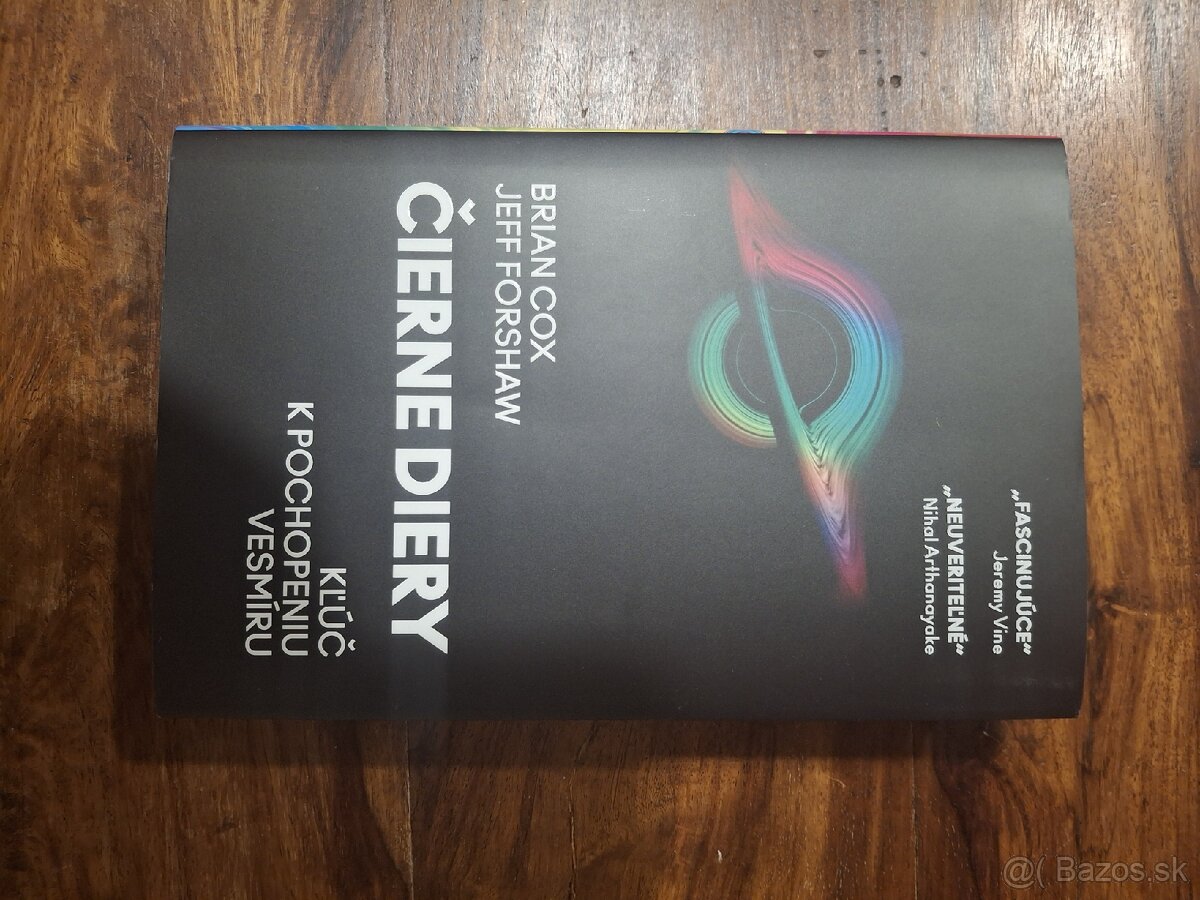 „FASCINUJÚCE“
Jeremy Vine
„NEUVERITEĽNÉ“
Nihal Arthanayake
BRIAN COX
JEFF FORSHAW
ČIERNE DIERY
KĽÚČ
K POCHOPENIU
VESMÍRU
@( Bazos.sk